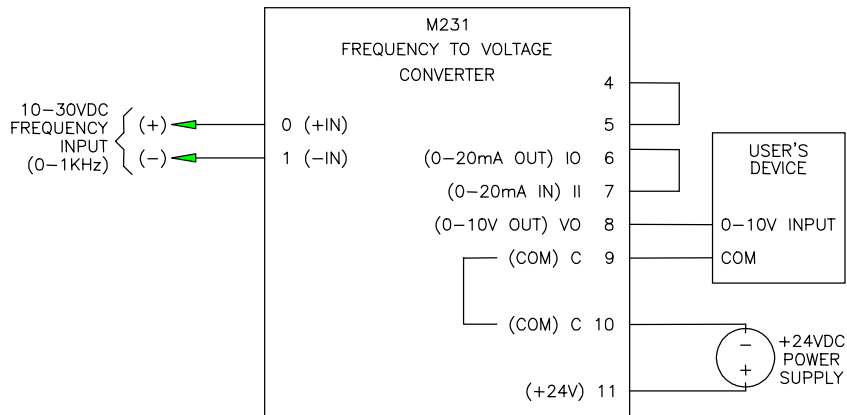 M231
FREQUENCY TO VOLTAGE
CONVERTER
10-30VDC
FREQUENCY
INPUT
(0-1KHz)
(+)
(-)
0 (+IN)
1 (-IN)
4
5
(0-20mA OUT) IO 6
(0-20mA IN) II 7
(0-10V OUT) VO 8
(COM) C 9
(COM) C 10
(+24V) 11
USER'S
DEVICE
0-10V INPUT
COM
-
+
+24VDC
POWER
SUPPLY